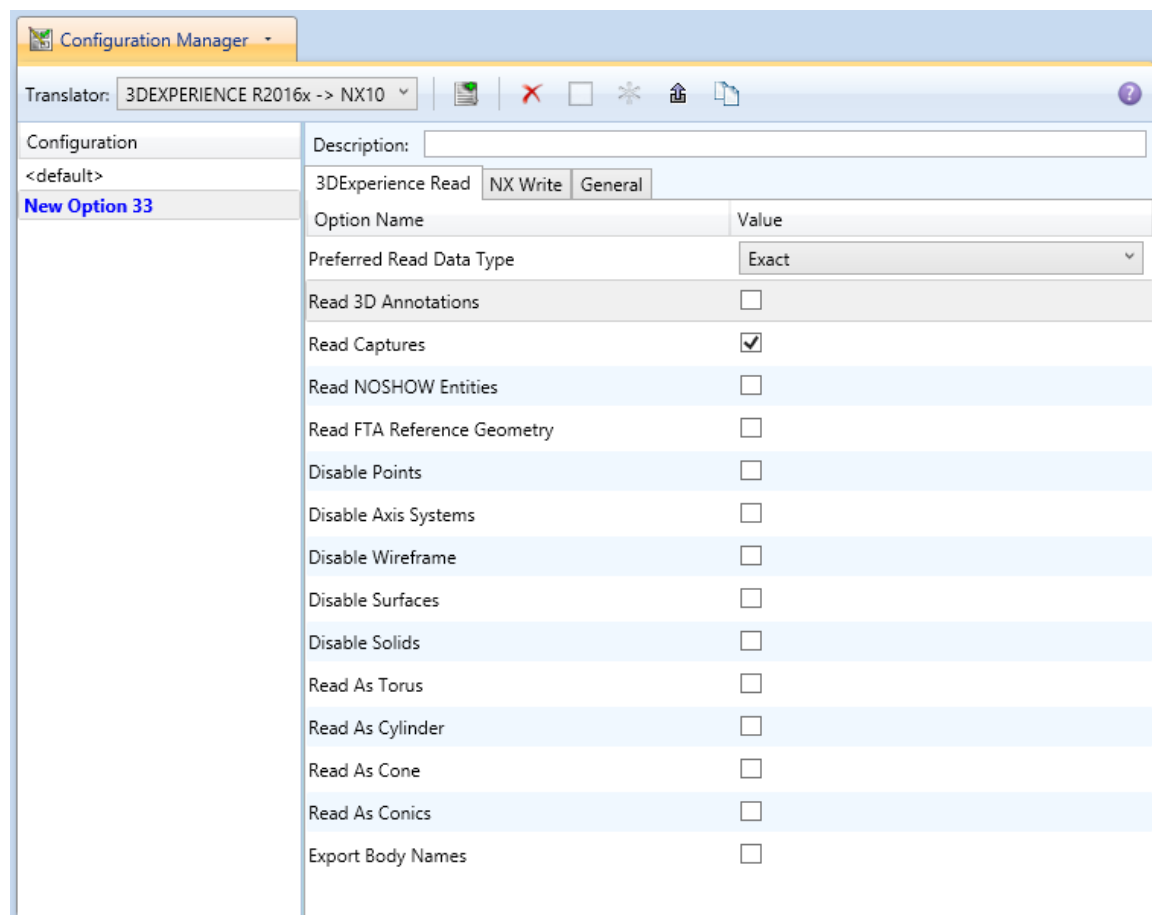 Configuration Manager
Translator: 3DEXPERIENCE R2016x -> NX10
Configuration
<default>
New Option 33
Description:
3DExperience Read NX Write General
Option Name Value
Preferred Read Data Type Exact
Read 3D Annotations
Read Captures
Read NOSHOW Entities
Read FTA Reference Geometry
Disable Points
Disable Axis Systems
Disable Wireframe
Disable Surfaces
Disable Solids
Read As Torus
Read As Cylinder
Read As Cone
Read As Conics
Export Body Names